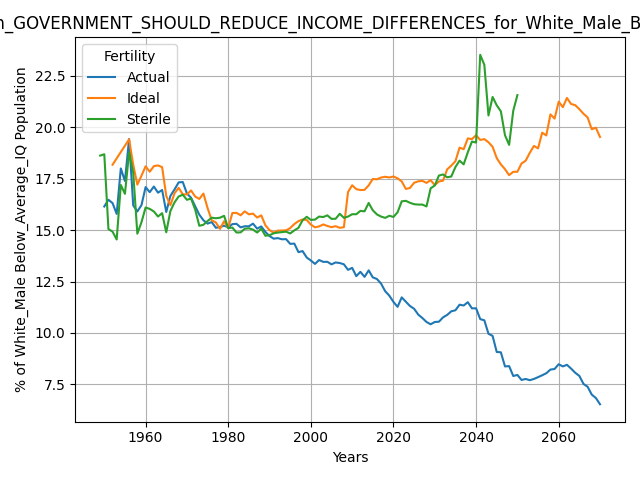 n_GOVERNMENT_SHOULD_REDUCE_INCOME_DIFFERENCES_for_White_Male_B
Fertility
Actual
Ideal
Sterile
% of White_Male Below_Average_IQ Population
22.5
20.0
17.5
15.0
12.5
10.0
7.5
1960
1980
2000
2020
2040
2060
Years